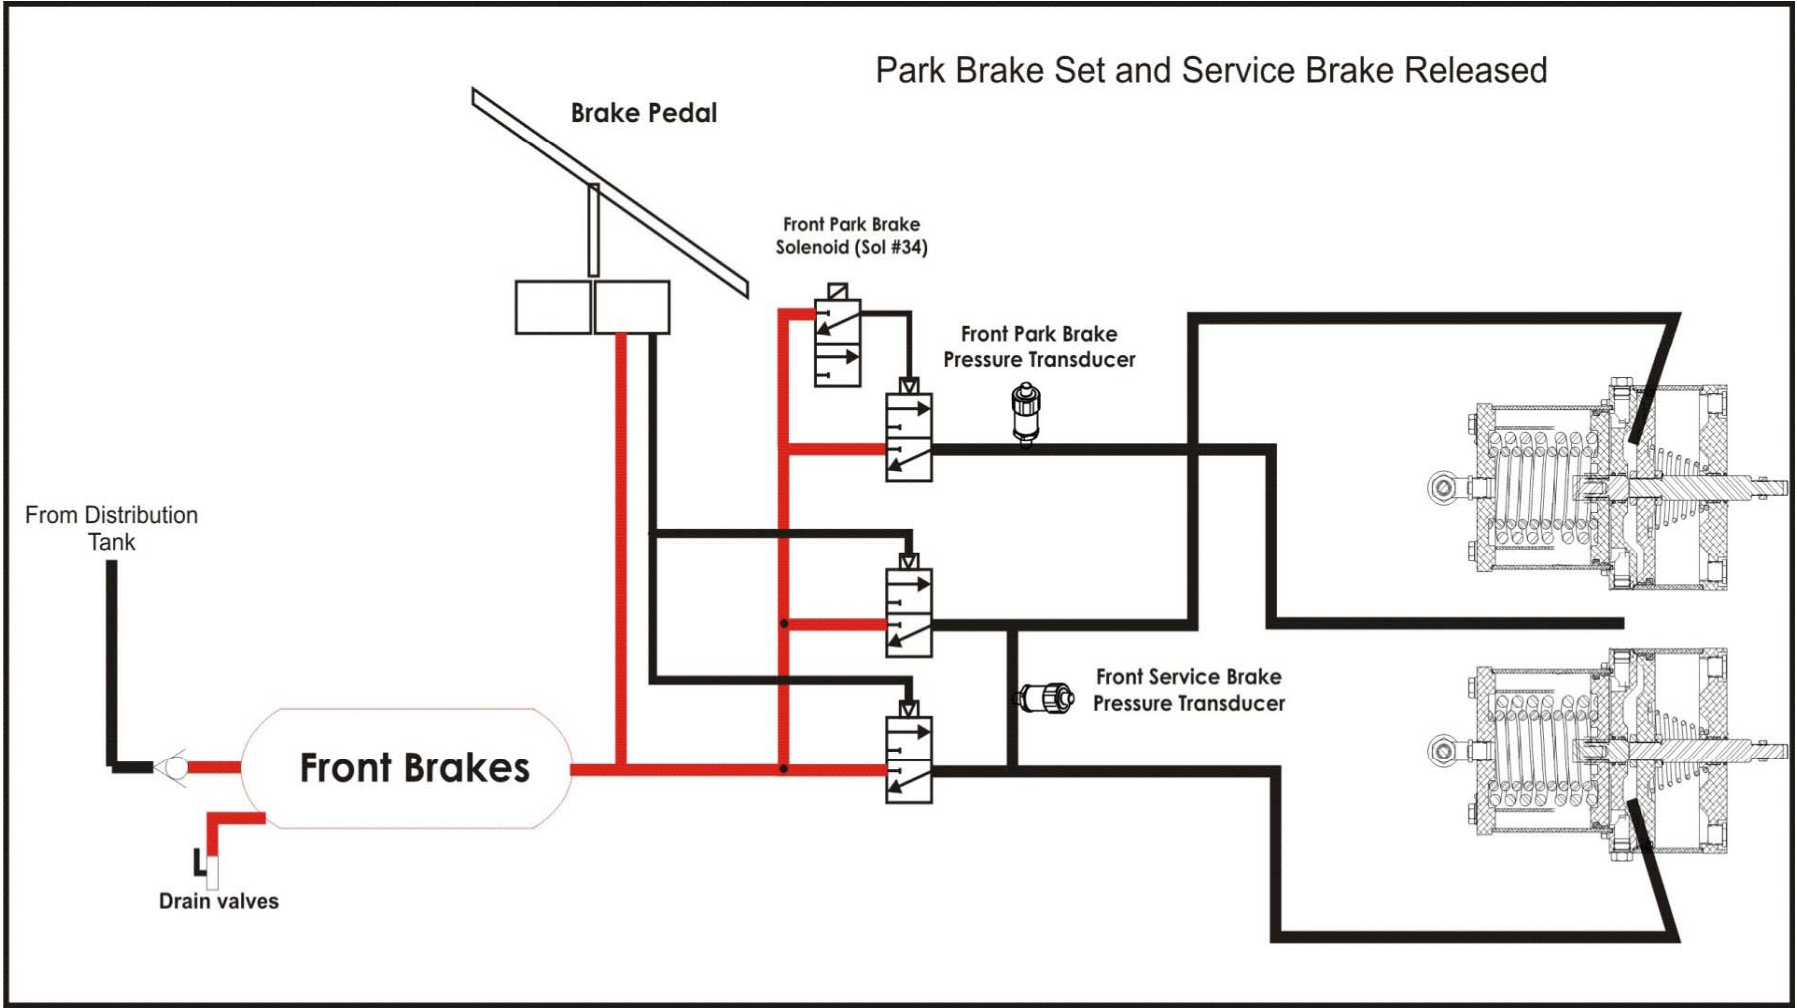 Park Brake Set and Service Brake Released
Brake Pedal
Front Park Brake
Solenoid (Sol #34)
Front Park Brake
Pressure Transducer
From Distribution
Tank
Front Service Brake
Pressure Transducer
Front Brakes
Drain valves